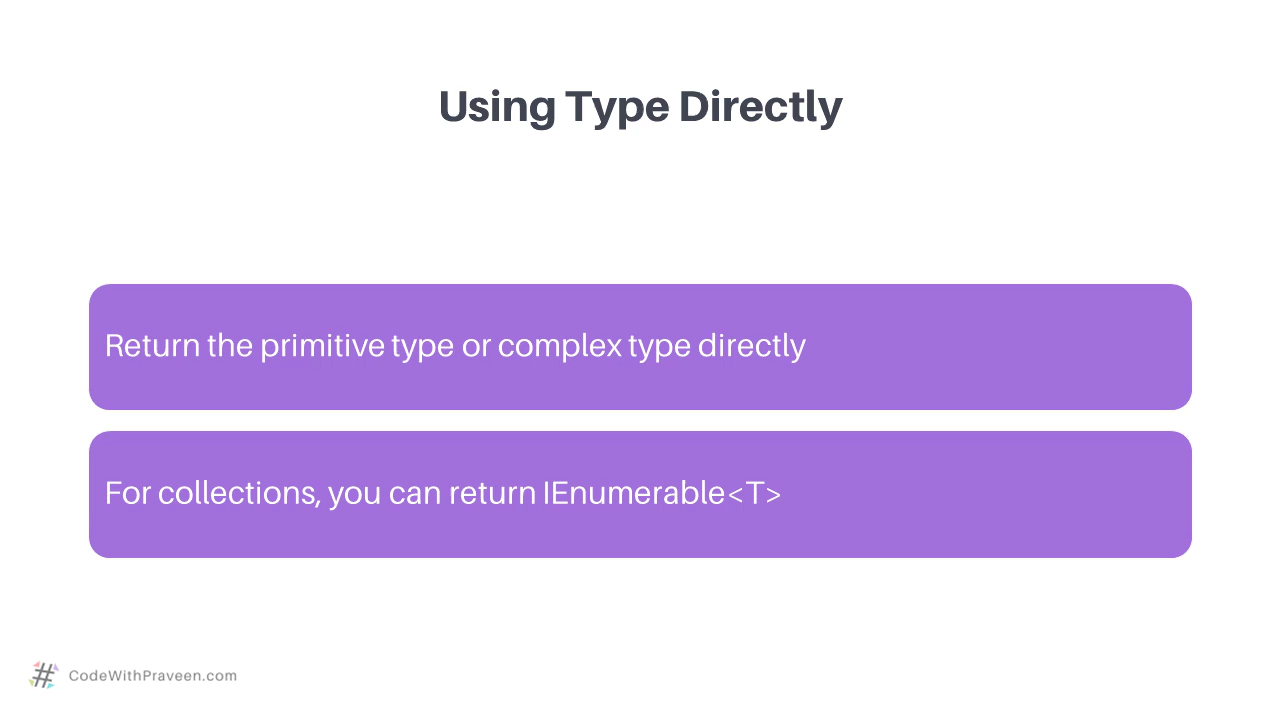 Using Type Directly
Return the primitive type or complex type directly
For collections, you can return IEnumerable<T>
CodeWithPraveen.com